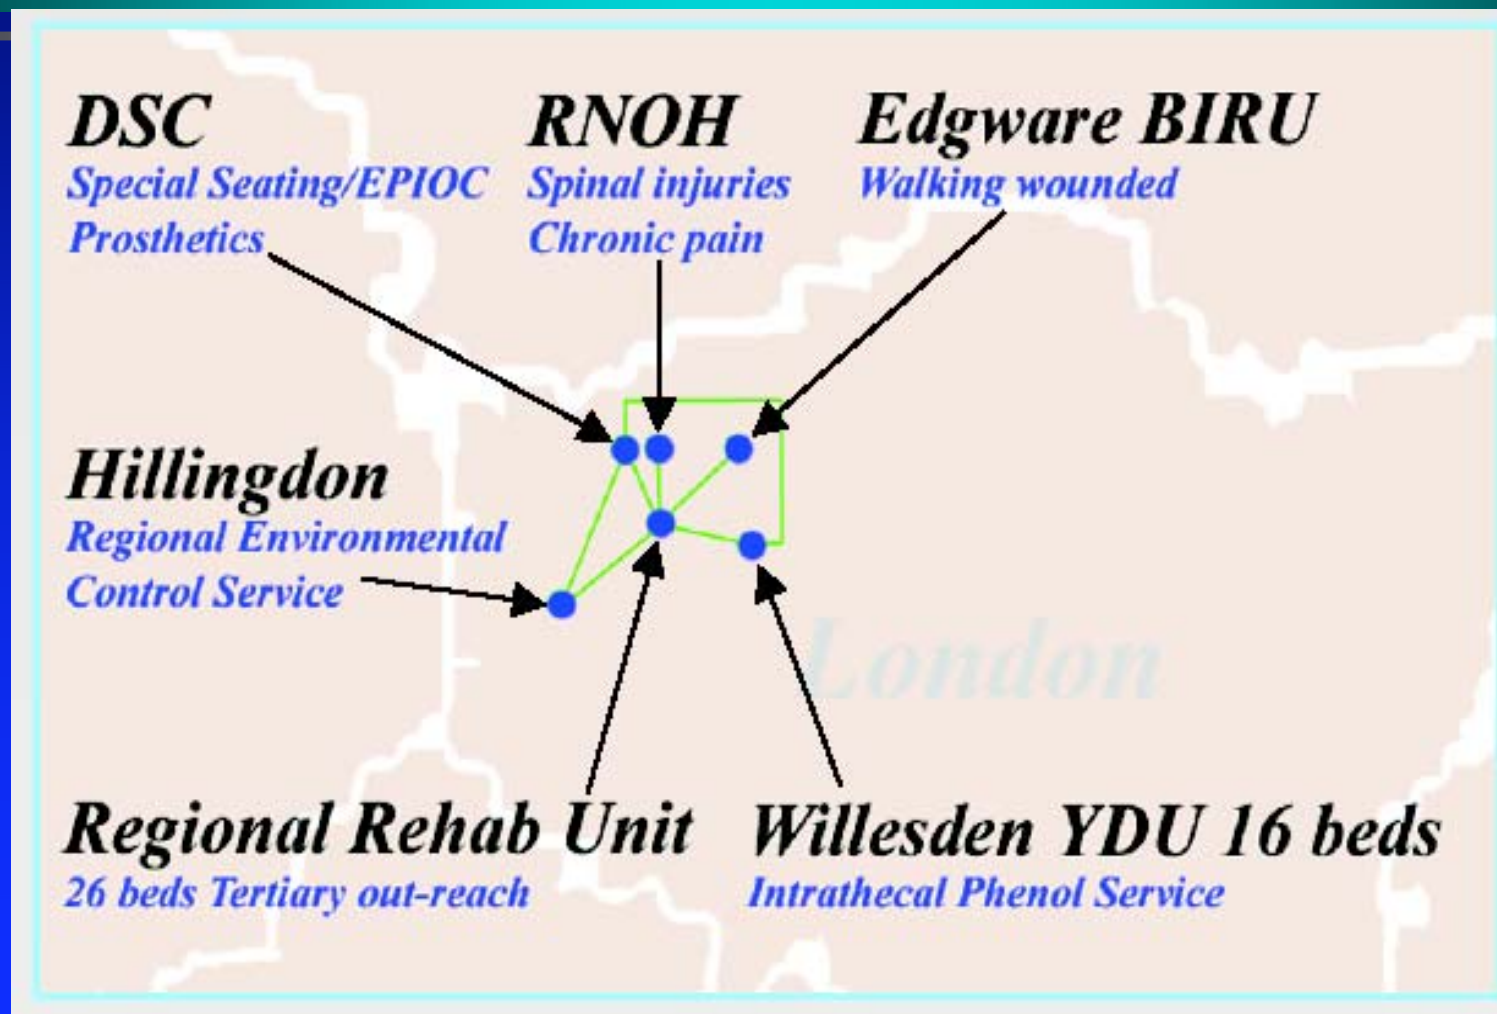 DSC
Special Seating/EPIOC
Prosthetics
RNOH
Spinal injuries
Chronic pain
Edgware BIRU
Walking wounded
Hillingdon
Regional Environmental
Control Service
London
Regional Rehab Unit
26 beds Tertiary out-reach
Willesden YDU 16 beds
Intrathecal Phenol Service